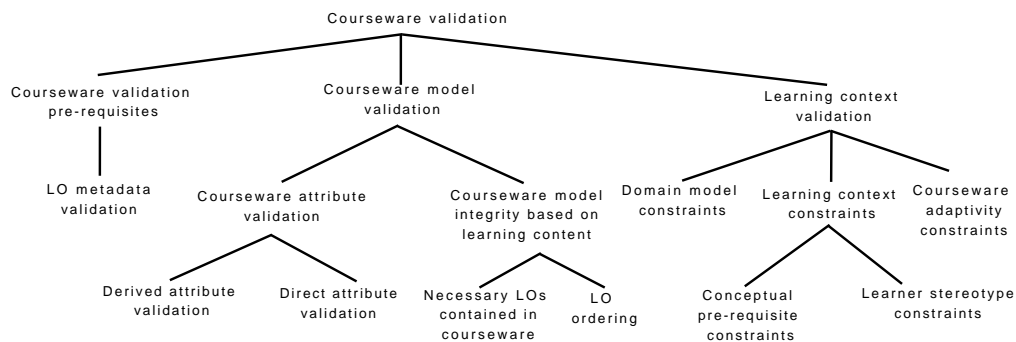 Courseware validation
Courseware validation
pre-requisites
Courseware model
validation
Learning context
validation
LO metadata
validation
Courseware attribute
validation
Courseware model
integrity based on
learning content
Domain model
constraints
Learning context
constraints
Courseware
adaptivity
constraints
Derived attribute
validation
Direct attribute
validation
Necessary LOs
contained in
courseware
LO
ordering
Conceptual
pre-requisite
constraints
Learner stereotype
constraints